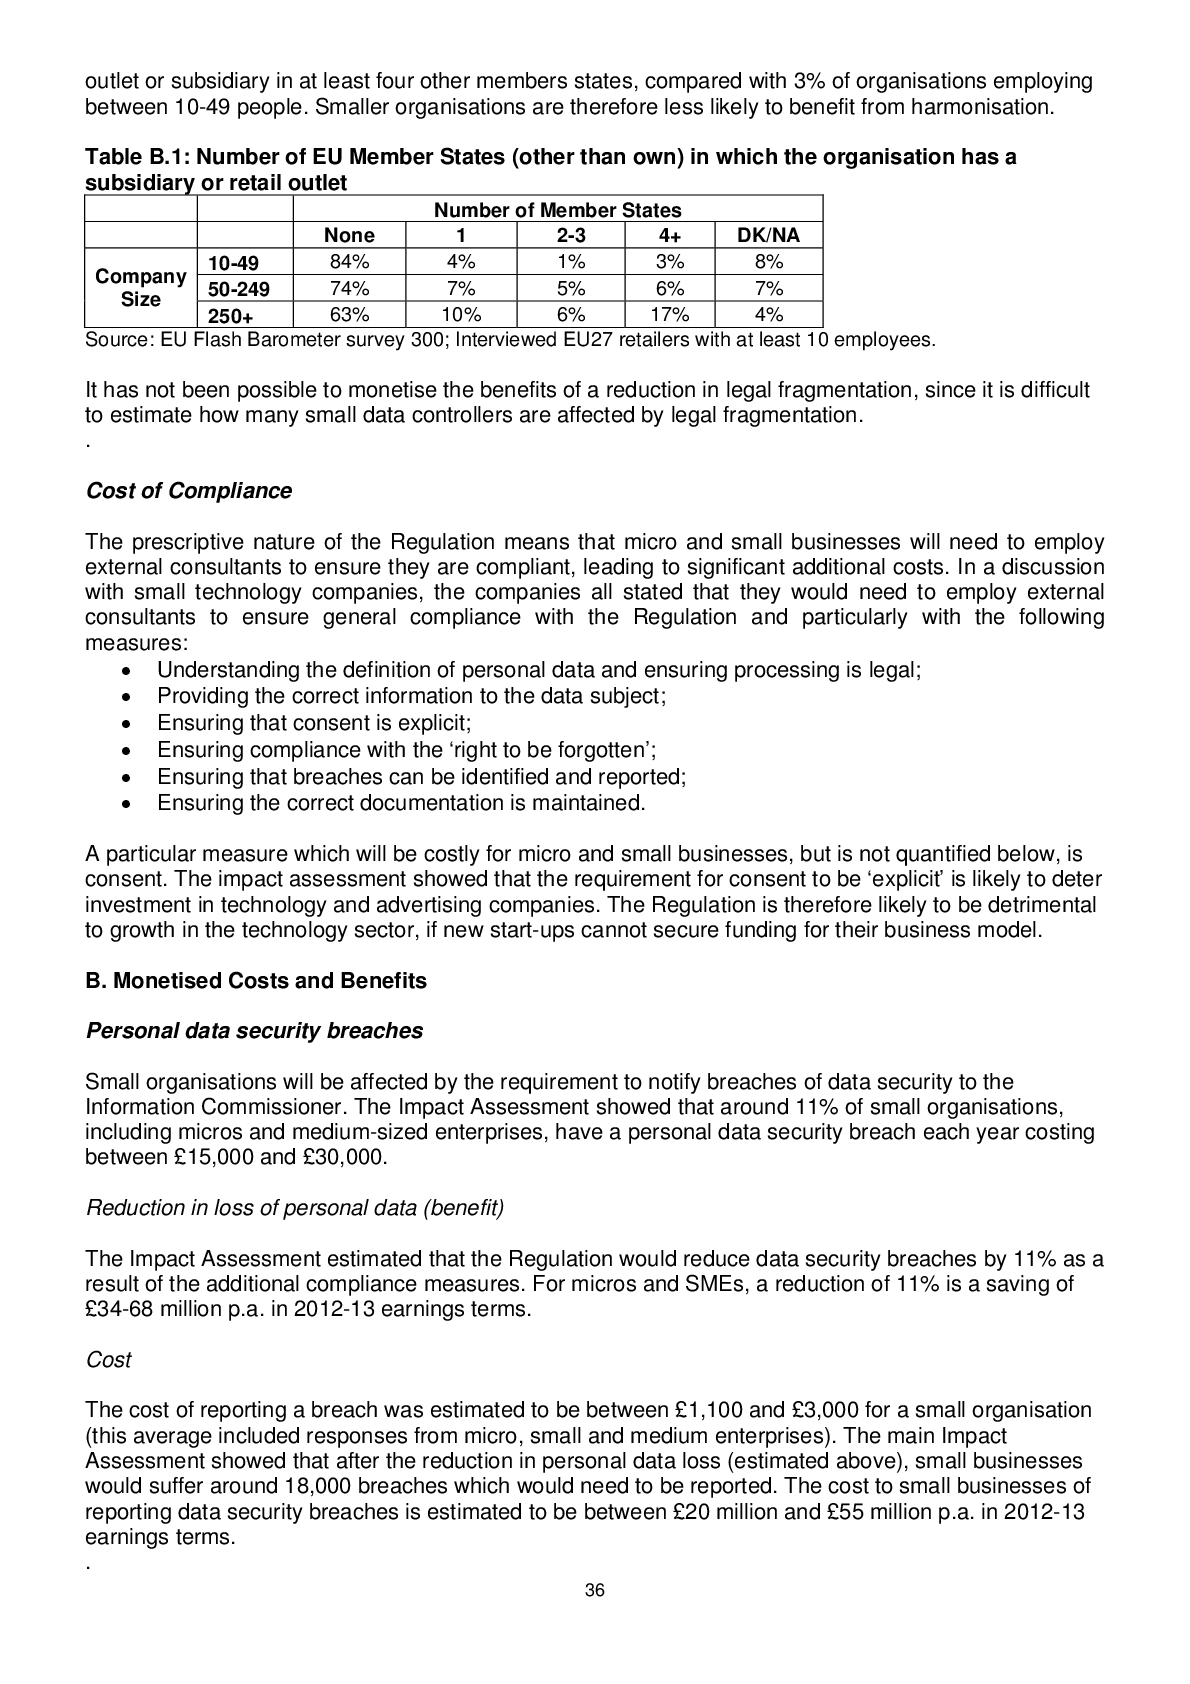 outlet or subsidiary in at least four other members states, compared with 3% of organisations employing
between 10-49 people. Smaller organisations are therefore less likely to benefit from harmonisation.
Table B.1: Number of EU Member States (other than own) in which the organisation has a
subsidiary or retail outlet
Number of Member States
None 1 2-3 4+ DK/NA
Company Size
10-49 84% 4% 1% 3% 8%
50-249 74% 7% 5% 6% 7%
250+ 63% 10% 6% 17% 4%
Source: EU Flash Barometer survey 300; Interviewed EU27 retailers with at least 10 employees.
It has not been possible to monetise the benefits of a reduction in legal fragmentation, since it is difficult
to estimate how many small data controllers are affected by legal fragmentation.
.
Cost of Compliance
The prescriptive nature of the Regulation means that micro and small businesses will need to employ
external consultants to ensure they are compliant, leading to significant additional costs. In a discussion
with small technology companies, the companies all stated that they would need to employ external
consultants to ensure general compliance with the Regulation and particularly with the following
measures:
• Understanding the definition of personal data and ensuring processing is legal;
• Providing the correct information to the data subject;
• Ensuring that consent is explicit;
• Ensuring compliance with the ‘right to be forgotten’;
• Ensuring that breaches can be identified and reported;
• Ensuring the correct documentation is maintained.
A particular measure which will be costly for micro and small businesses, but is not quantified below, is
consent. The impact assessment showed that the requirement for consent to be ‘explicit’ is likely to deter
investment in technology and advertising companies. The Regulation is therefore likely to be detrimental
to growth in the technology sector, if new start-ups cannot secure funding for their business model.
B. Monetised Costs and Benefits
Personal data security breaches
Small organisations will be affected by the requirement to notify breaches of data security to the
Information Commissioner. The Impact Assessment showed that around 11% of small organisations,
including micros and medium-sized enterprises, have a personal data security breach each year costing
between £15,000 and £30,000.
Reduction in loss of personal data (benefit)
The Impact Assessment estimated that the Regulation would reduce data security breaches by 11% as a
result of the additional compliance measures. For micros and SMEs, a reduction of 11% is a saving of
£34-68 million p.a. in 2012-13 earnings terms.
Cost
The cost of reporting a breach was estimated to be between £1,100 and £3,000 for a small organisation
(this average included responses from micro, small and medium enterprises). The main Impact
Assessment showed that after the reduction in personal data loss (estimated above), small businesses
would suffer around 18,000 breaches which would need to be reported. The cost to small businesses of
reporting data security breaches is estimated to be between £20 million and £55 million p.a. in 2012-13
earnings terms.
.
36